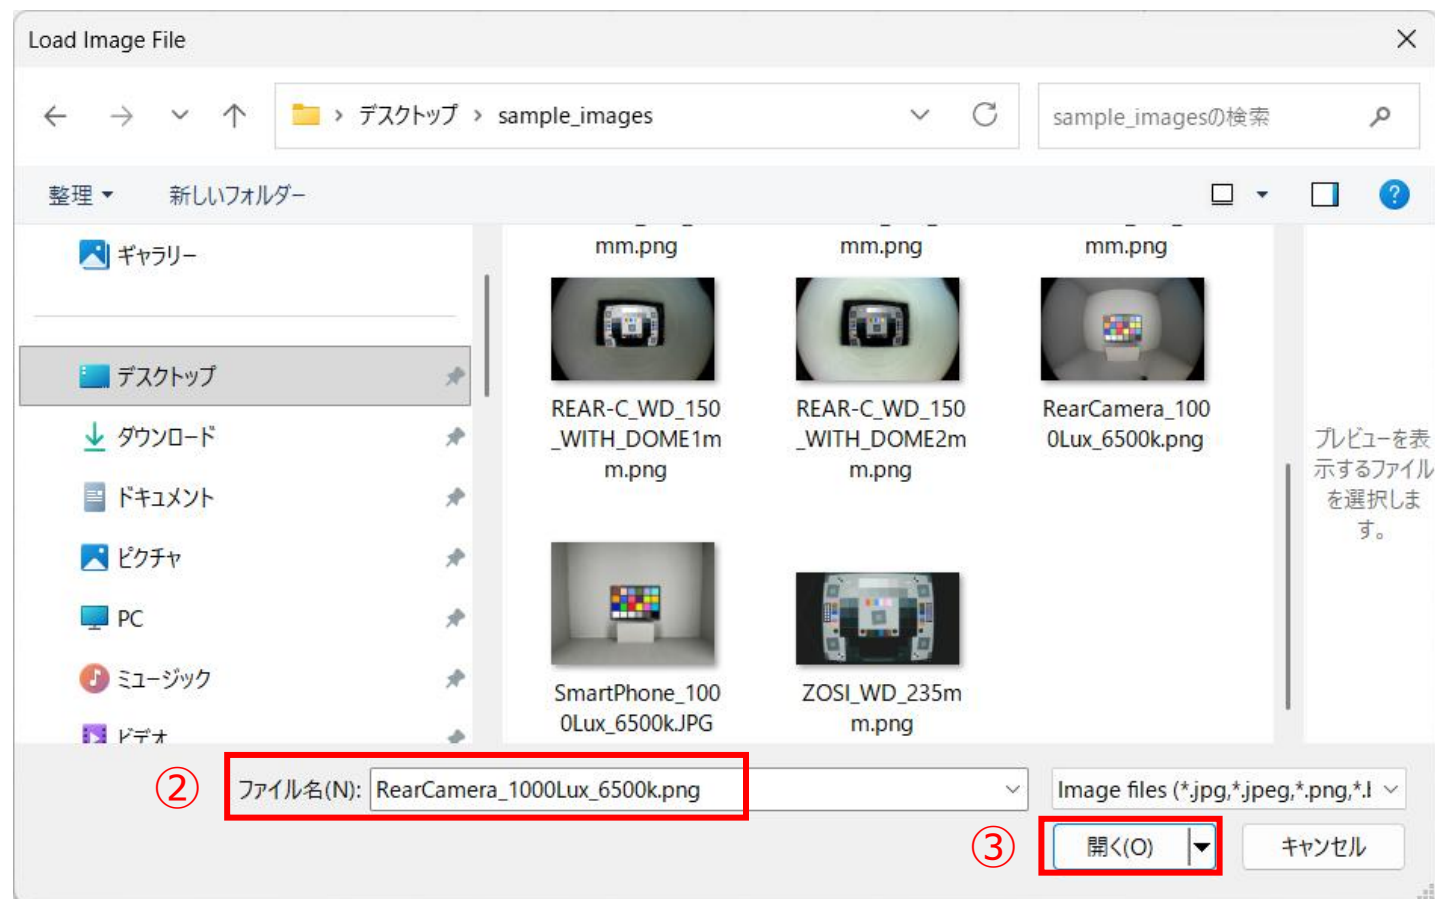 Load Image File
デスクトップ › sample_images
sample_imagesの検索
整理
新しいフォルダー
ギャラリー
デスクトップ
ダウンロード
ドキュメント
ピクチャ
PC
ミュージック
ビデオ
mm.png
mm.png
mm.png
REAR-C_WD_150
_WITH_DOME1m
m.png
REAR-C_WD_150
_WITH_DOME2m
m.png
RearCamera_100
0Lux_6500k.png
SmartPhone_100
0Lux_6500k.JPG
ZOSI_WD_235m
m.png
プレビューを表
示するファイル
を選択しま
す。
② ファイル名(N): RearCamera_1000Lux_6500k.png
Image files (*.jpg,*.jpeg,*.png,*.
③ 開く(O)
キャンセル